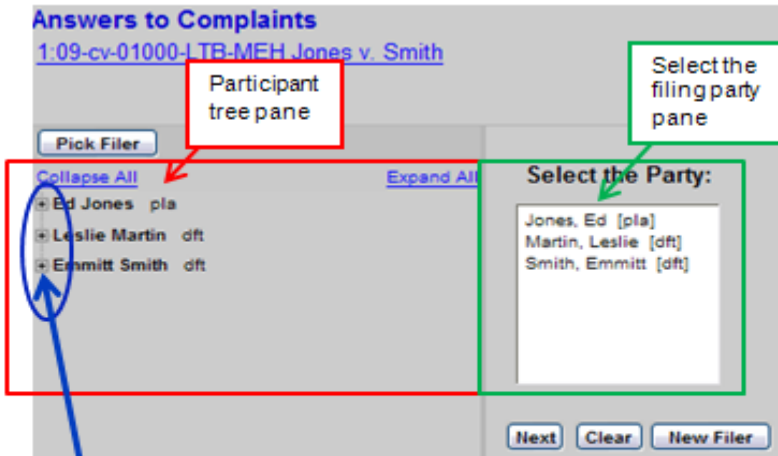 Answers to Complaints
1:09-cv-01000-LTB-MEH Jones v. Smith
Participant
tree pane
Select the
filing party
pane
Pick Filer
Collapse All
Expand All
Ed Jones pla
Leslie Martin dft
Emmitt Smith dft
Select the Party:
Jones, Ed [pla]
Martin, Leslie [dft]
Smith, Emmitt [dft]
Next
Clear
New Filer